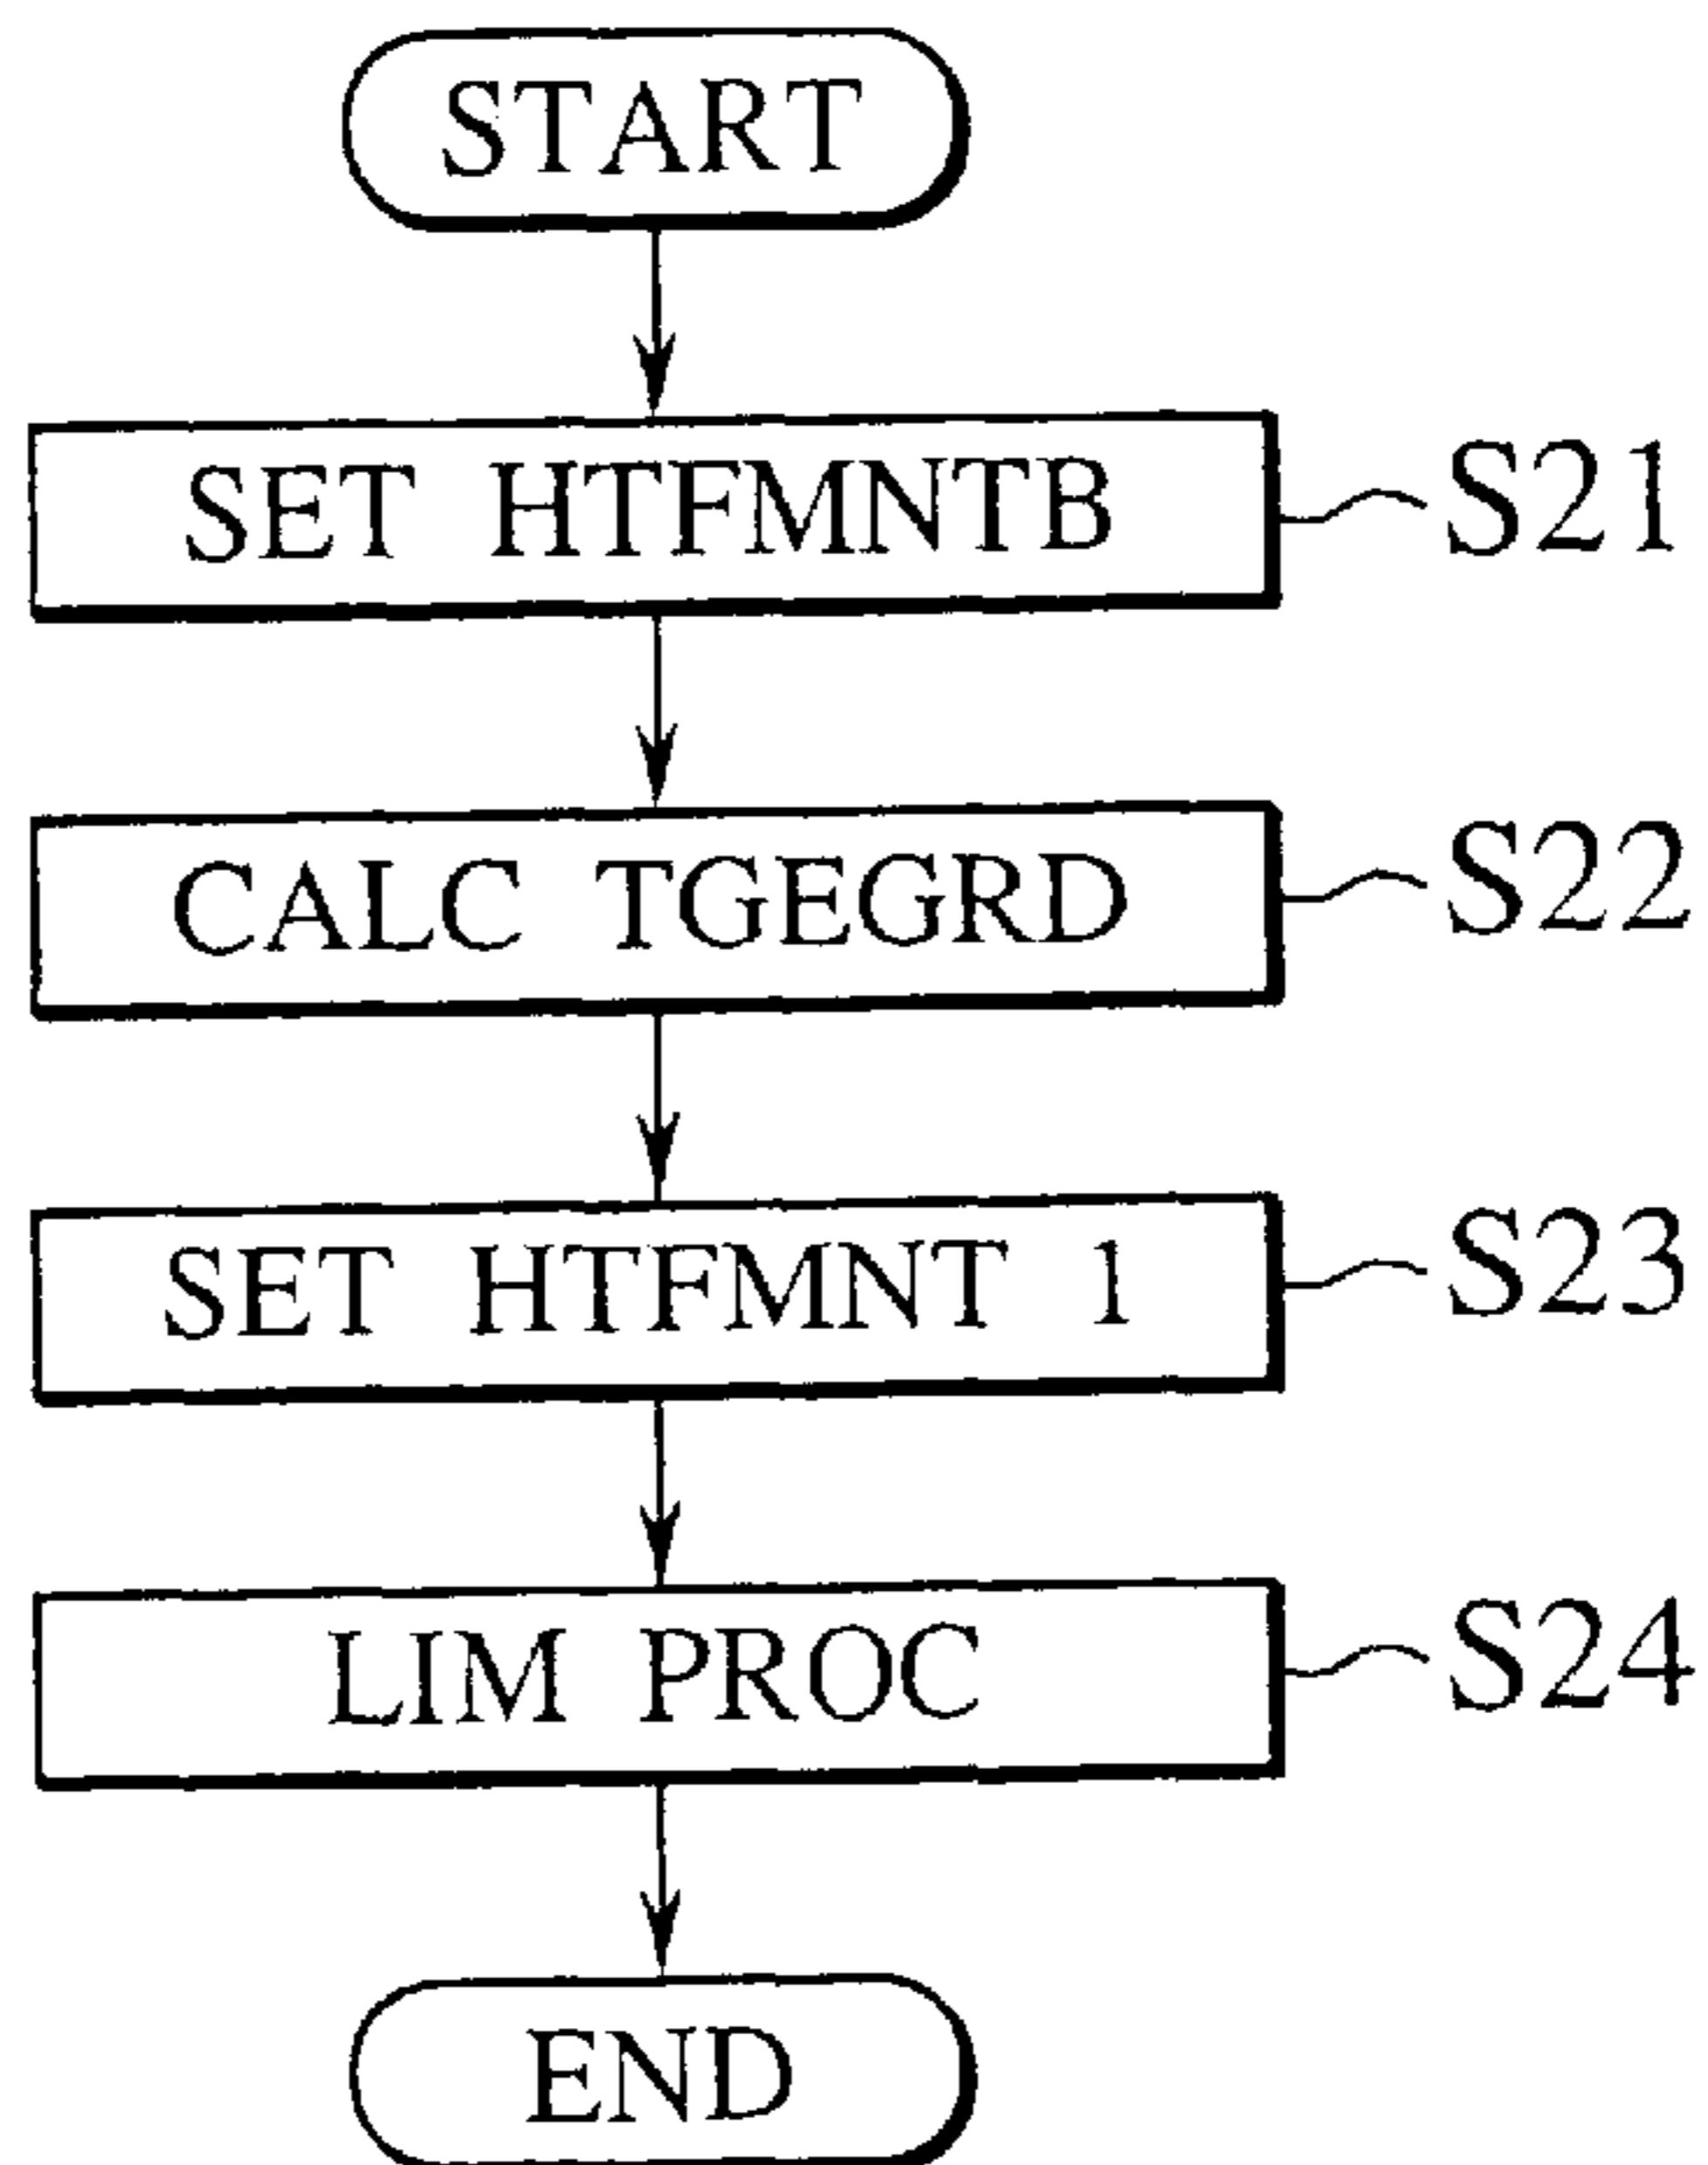 START
SET HTFMNTB S21
CALC TGEGRD S22
SET HTFMNT 1 S23
LIM PROC S24
END